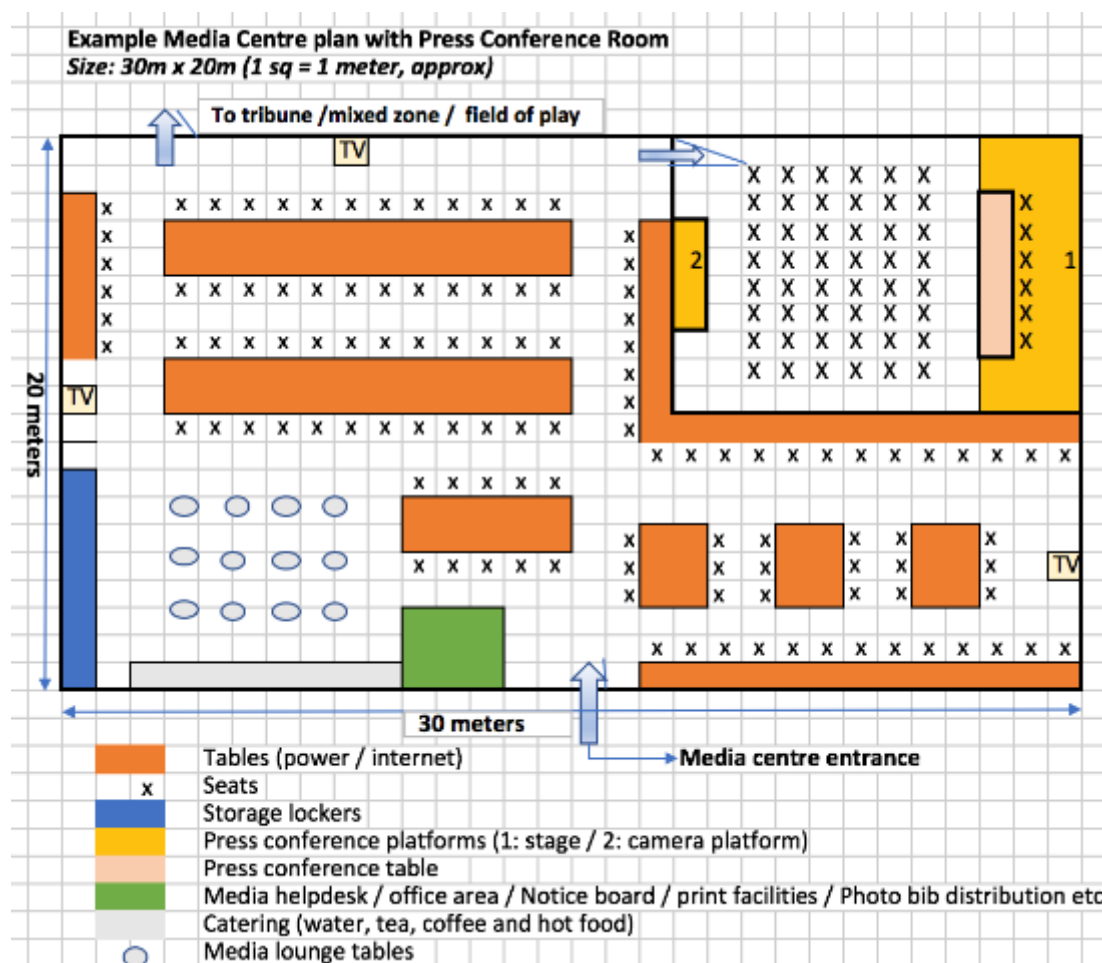 Example Media Centre plan with Press Conference Room
Size: 30m x 20m (1 sq = 1 meter, approx)
To tribune /mixed zone / field of play
TV
2
1
TV
20 meters
TV
30 meters
Media centre entrance
Tables (power / internet)
x Seats
Storage lockers
Press conference platforms (1: stage / 2: camera platform)
Press conference table
Media helpdesk / office area / Notice board / print facilities / Photo bib distribution etc
Catering (water, tea, coffee and hot food)
Media lounge tables